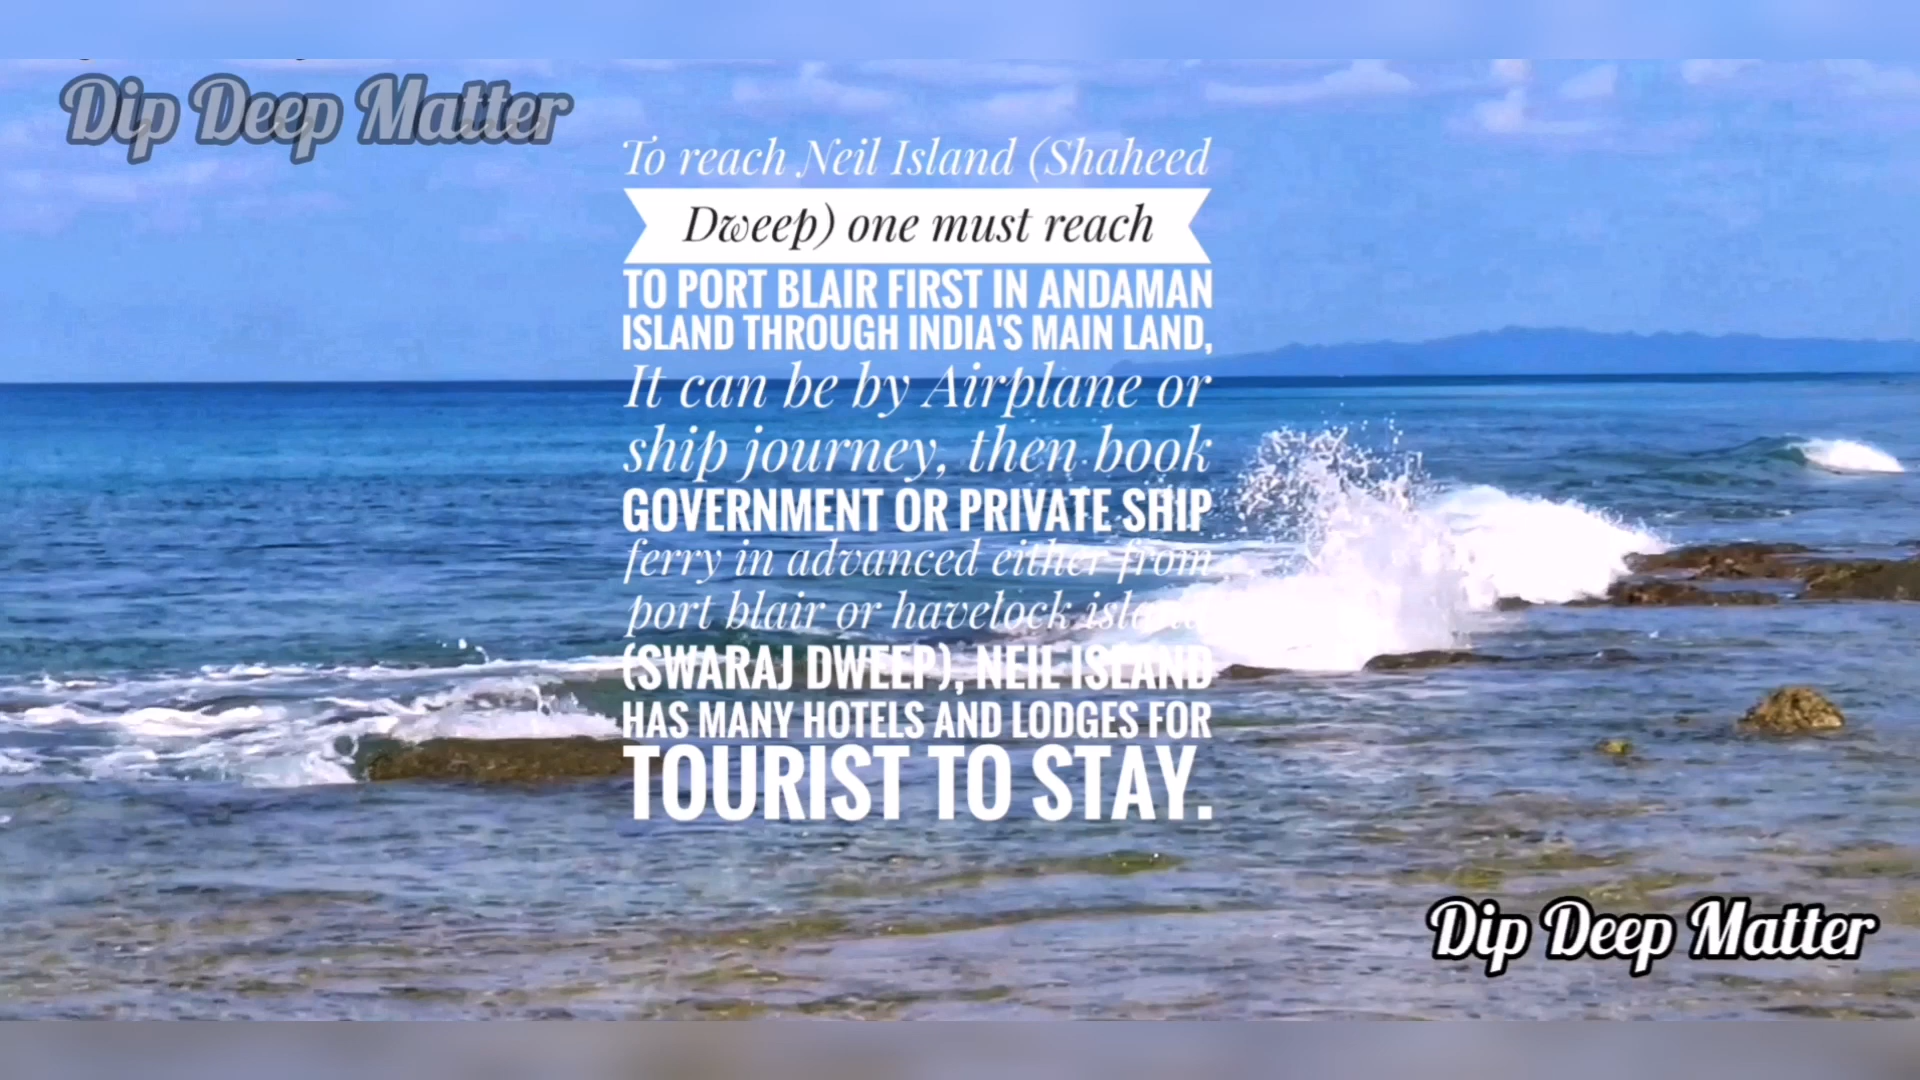 Dip Deep Matter
To reach Neil Island (Shaheed
Dweep) one must reach
TO PORT BLAIR FIRST IN ANDAMAN
ISLAND THROUGH INDIA'S MAIN LAND,
It can be by Airplane or
ship journey, then book
GOVERNMENT OR PRIVATE SHIP
ferry in advanced either from
port blair or havelock island
(SWARAJ DWEEP), NEIL ISLAND
HAS MANY HOTELS AND LODGES FOR
TOURIST TO STAY.
Dip Deep Matter